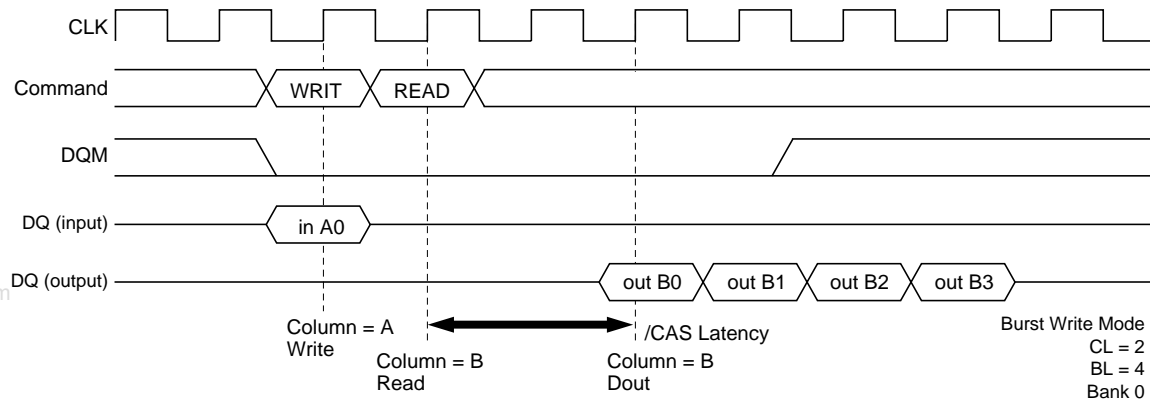 CLK
Command
WRIT
READ
DQM
DQ (input)
in A0
DQ (output)
out B0
out B1
out B2
out B3
m
Column = A
Write
Column = B
Read
/CAS Latency
Column = B
Dout
Burst Write Mode
CL = 2
BL = 4
Bank 0